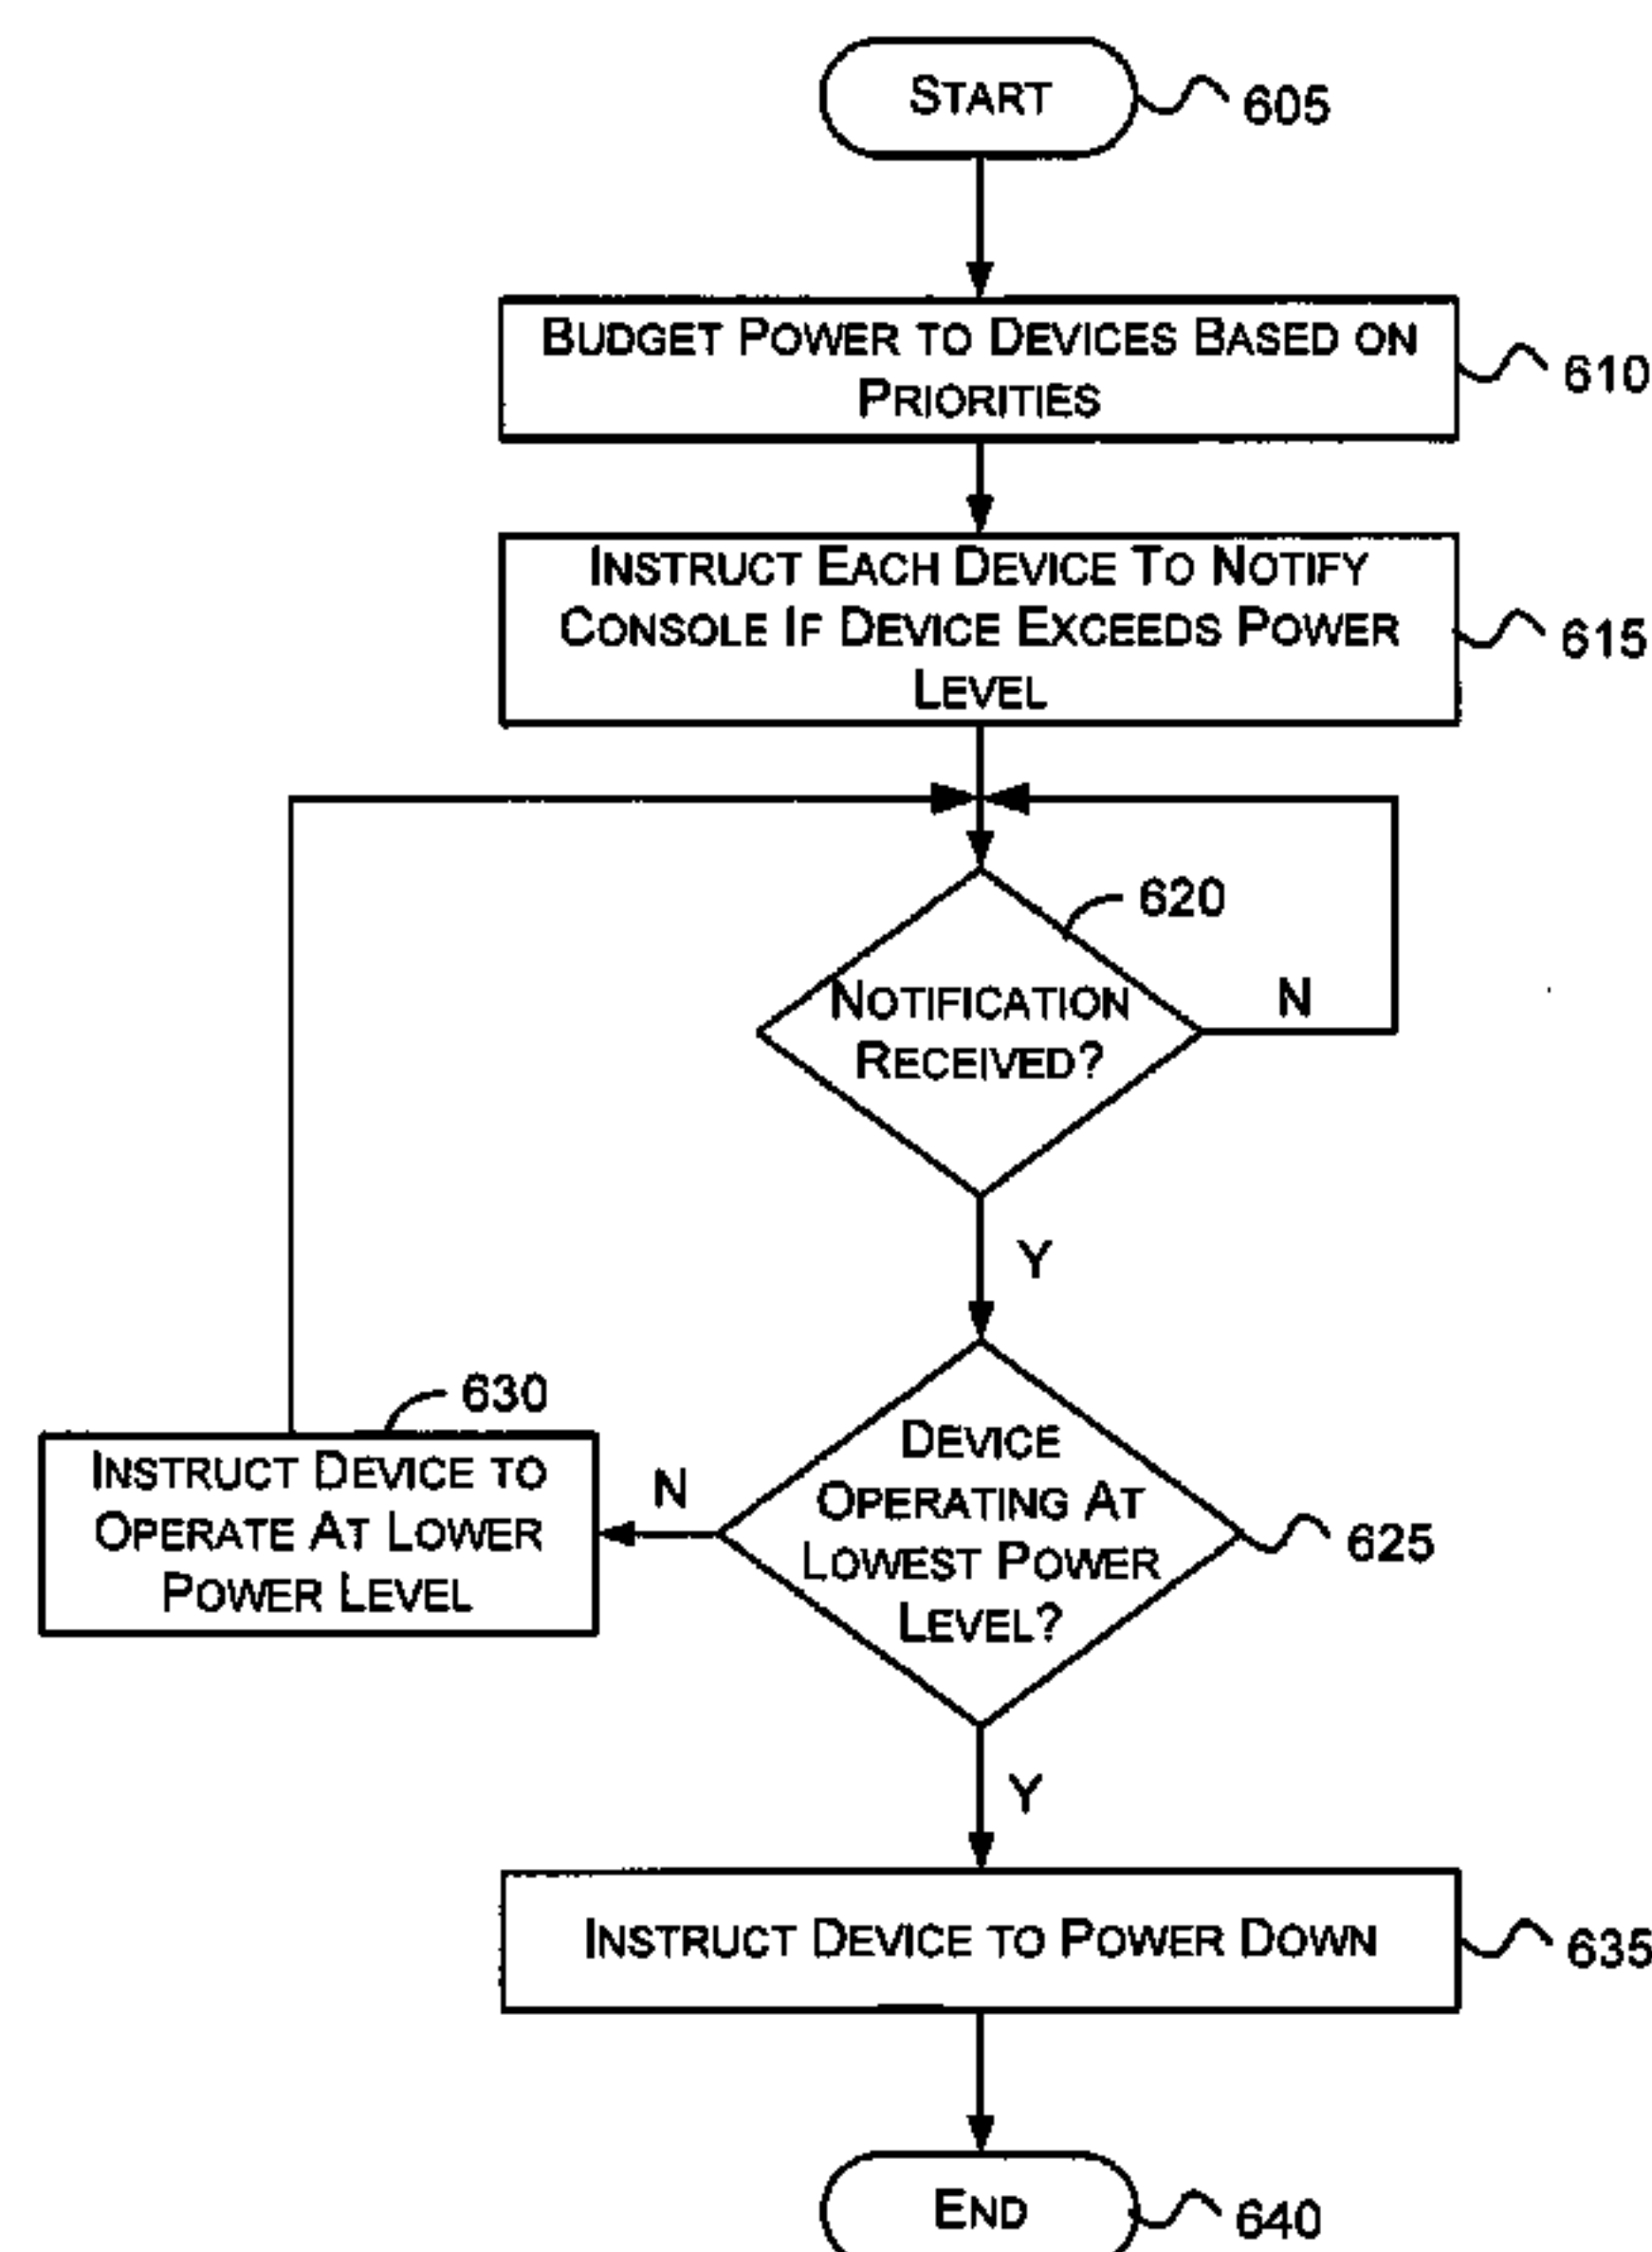 START
605
BUDGET POWER TO DEVICES BASED ON
PRIORITIES
610
INSTRUCT EACH DEVICE TO NOTIFY
CONSOLE IF DEVICE EXCEEDS POWER
LEVEL
615
620
NOTIFICATION
RECEIVED?
N
Y
630
INSTRUCT DEVICE TO
OPERATE AT LOWER
POWER LEVEL
N
DEVICE
OPERATING AT
LOWEST POWER
LEVEL?
625
Y
INSTRUCT DEVICE TO POWER DOWN
635
END
640